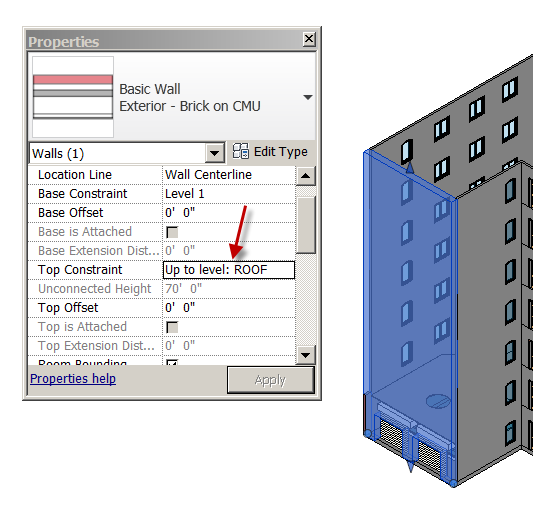 Properties
Basic Wall
Exterior - Brick on CMU
Walls (1)
Edit Type
Location Line Wall Centerline
Base Constraint Level 1
Base Offset 0' 0"
Base is Attached
Base Extension Dist... 0' 0"
Top Constraint Up to level: ROOF
Unconnected Height 70' 0"
Top Offset 0' 0"
Top is Attached
Top Extension Dist... 0' 0"
Room Bounding
Properties help
Apply